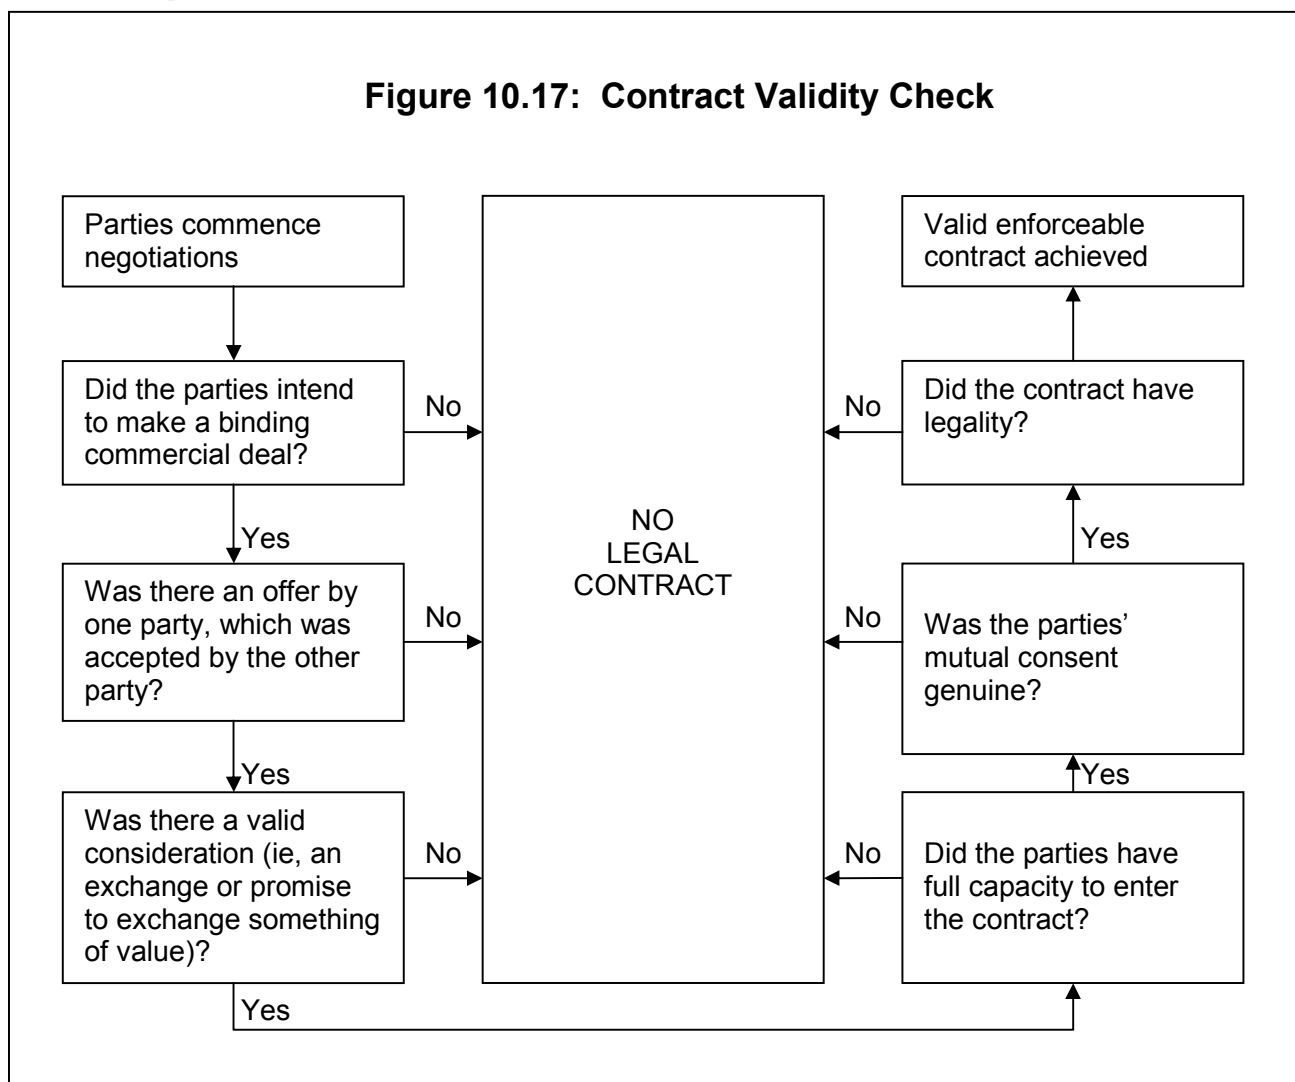 Figure 10.17: Contract Validity Check
Parties commence
negotiations
Did the parties intend
to make a binding
commercial deal?
No
Yes
Was there an offer by
one party, which was
accepted by the other
party?
No
Yes
Was there a valid
consideration (ie, an
exchange or promise
to exchange something
of value)?
No
Yes
NO
LEGAL
CONTRACT
Valid enforceable
contract achieved
Did the contract have
legality?
No
Yes
Was the parties’
mutual consent
genuine?
No
Yes
Did the parties have
full capacity to enter
the contract?
No